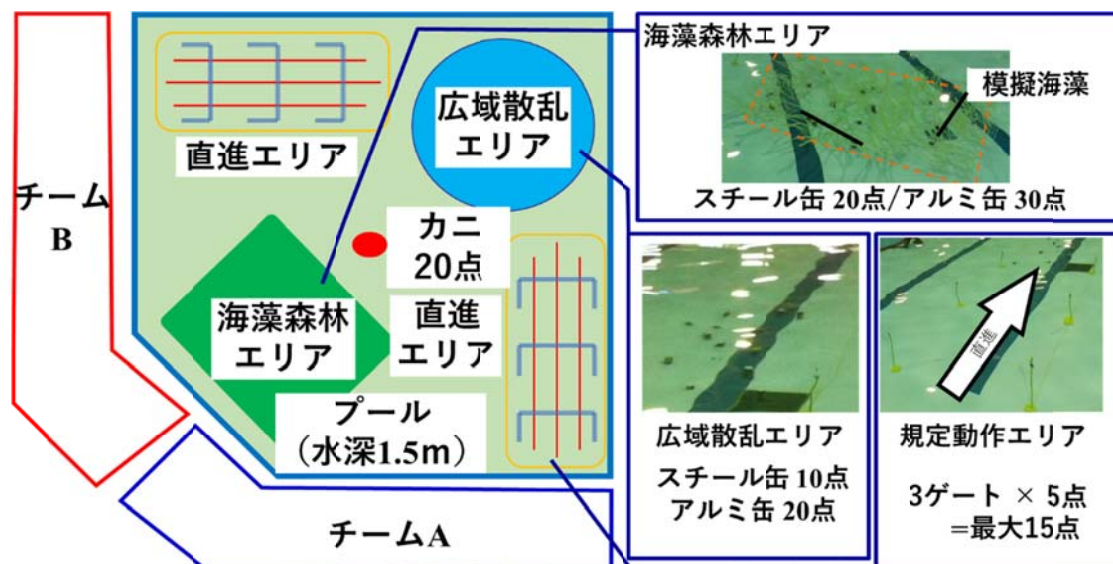 チーム
B
直進エリア
広域散乱
エリア
カニ
20点
海藻森林
エリア
直進
エリア
プール
（水深1.5m）
チームA
海藻森林エリア
模擬海藻
スチール缶 20点/アルミ缶 30点
広域散乱エリア
スチール缶 10点
アルミ缶 20点
直進
規定動作エリア
3ゲート × 5点
=最大15点